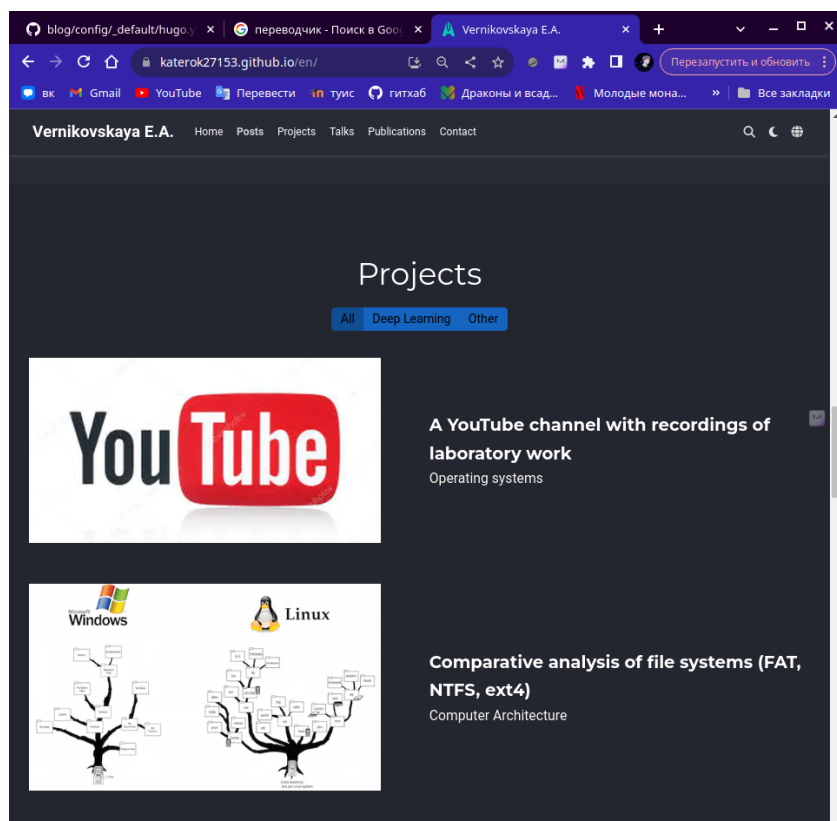 blog/config/_default/hugo.y
переводчик - Поиск в Goog
Vernikovskaya E.A.
katerok27153.github.io/en/
Перезапустить и обновить
вк Gmail YouTube Перевести туис гитхаб Драконы и всад... Молодые мона... » Все закладки
Vernikovskaya E.A. Home Posts Projects Talks Publications Contact
Projects
All Deep Learning Other
YouTube
A YouTube channel with recordings of
laboratory work
Operating systems
Microsoft
Windows
Linux
Comparative analysis of file systems (FAT,
NTFS, ext4)
Computer Architecture